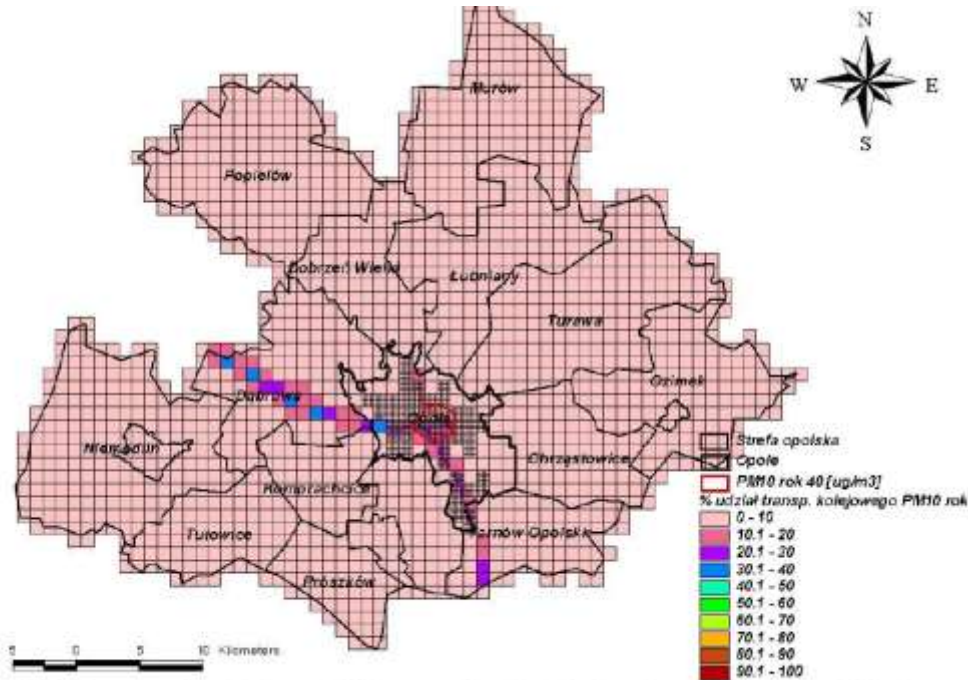 N
W E
S
Murów
Popielów
Dobrzeń Wielki
Łubniany
Turawa
Ozimek
Dąbrowa
Opole
Niemodlin
Chrząstowice
Komprachcice
Tułowice
Tarnów Opolski
Prószków
Strefa opolska
Opole
PM10 rok 40 [ug/m3]
% udział transp. kolejowego PM10 rok
0 - 10
10.1 - 20
20.1 - 30
30.1 - 40
40.1 - 50
50.1 - 60
60.1 - 70
70.1 - 80
80.1 - 90
90.1 - 100
5 0 5 10 Kilometers